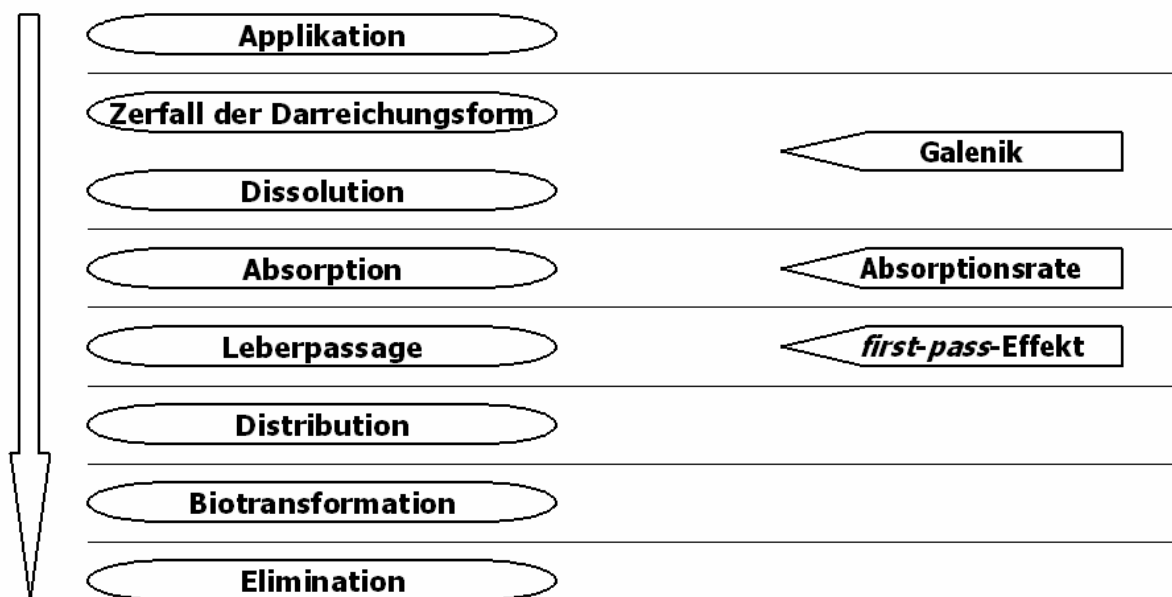 Applikation
Zerfall der Darreichungsform
Galenik
Dissolution
Absorption
Absorptionsrate
Leberpassage
first-pass-Effekt
Distribution
Biotransformation
Elimination